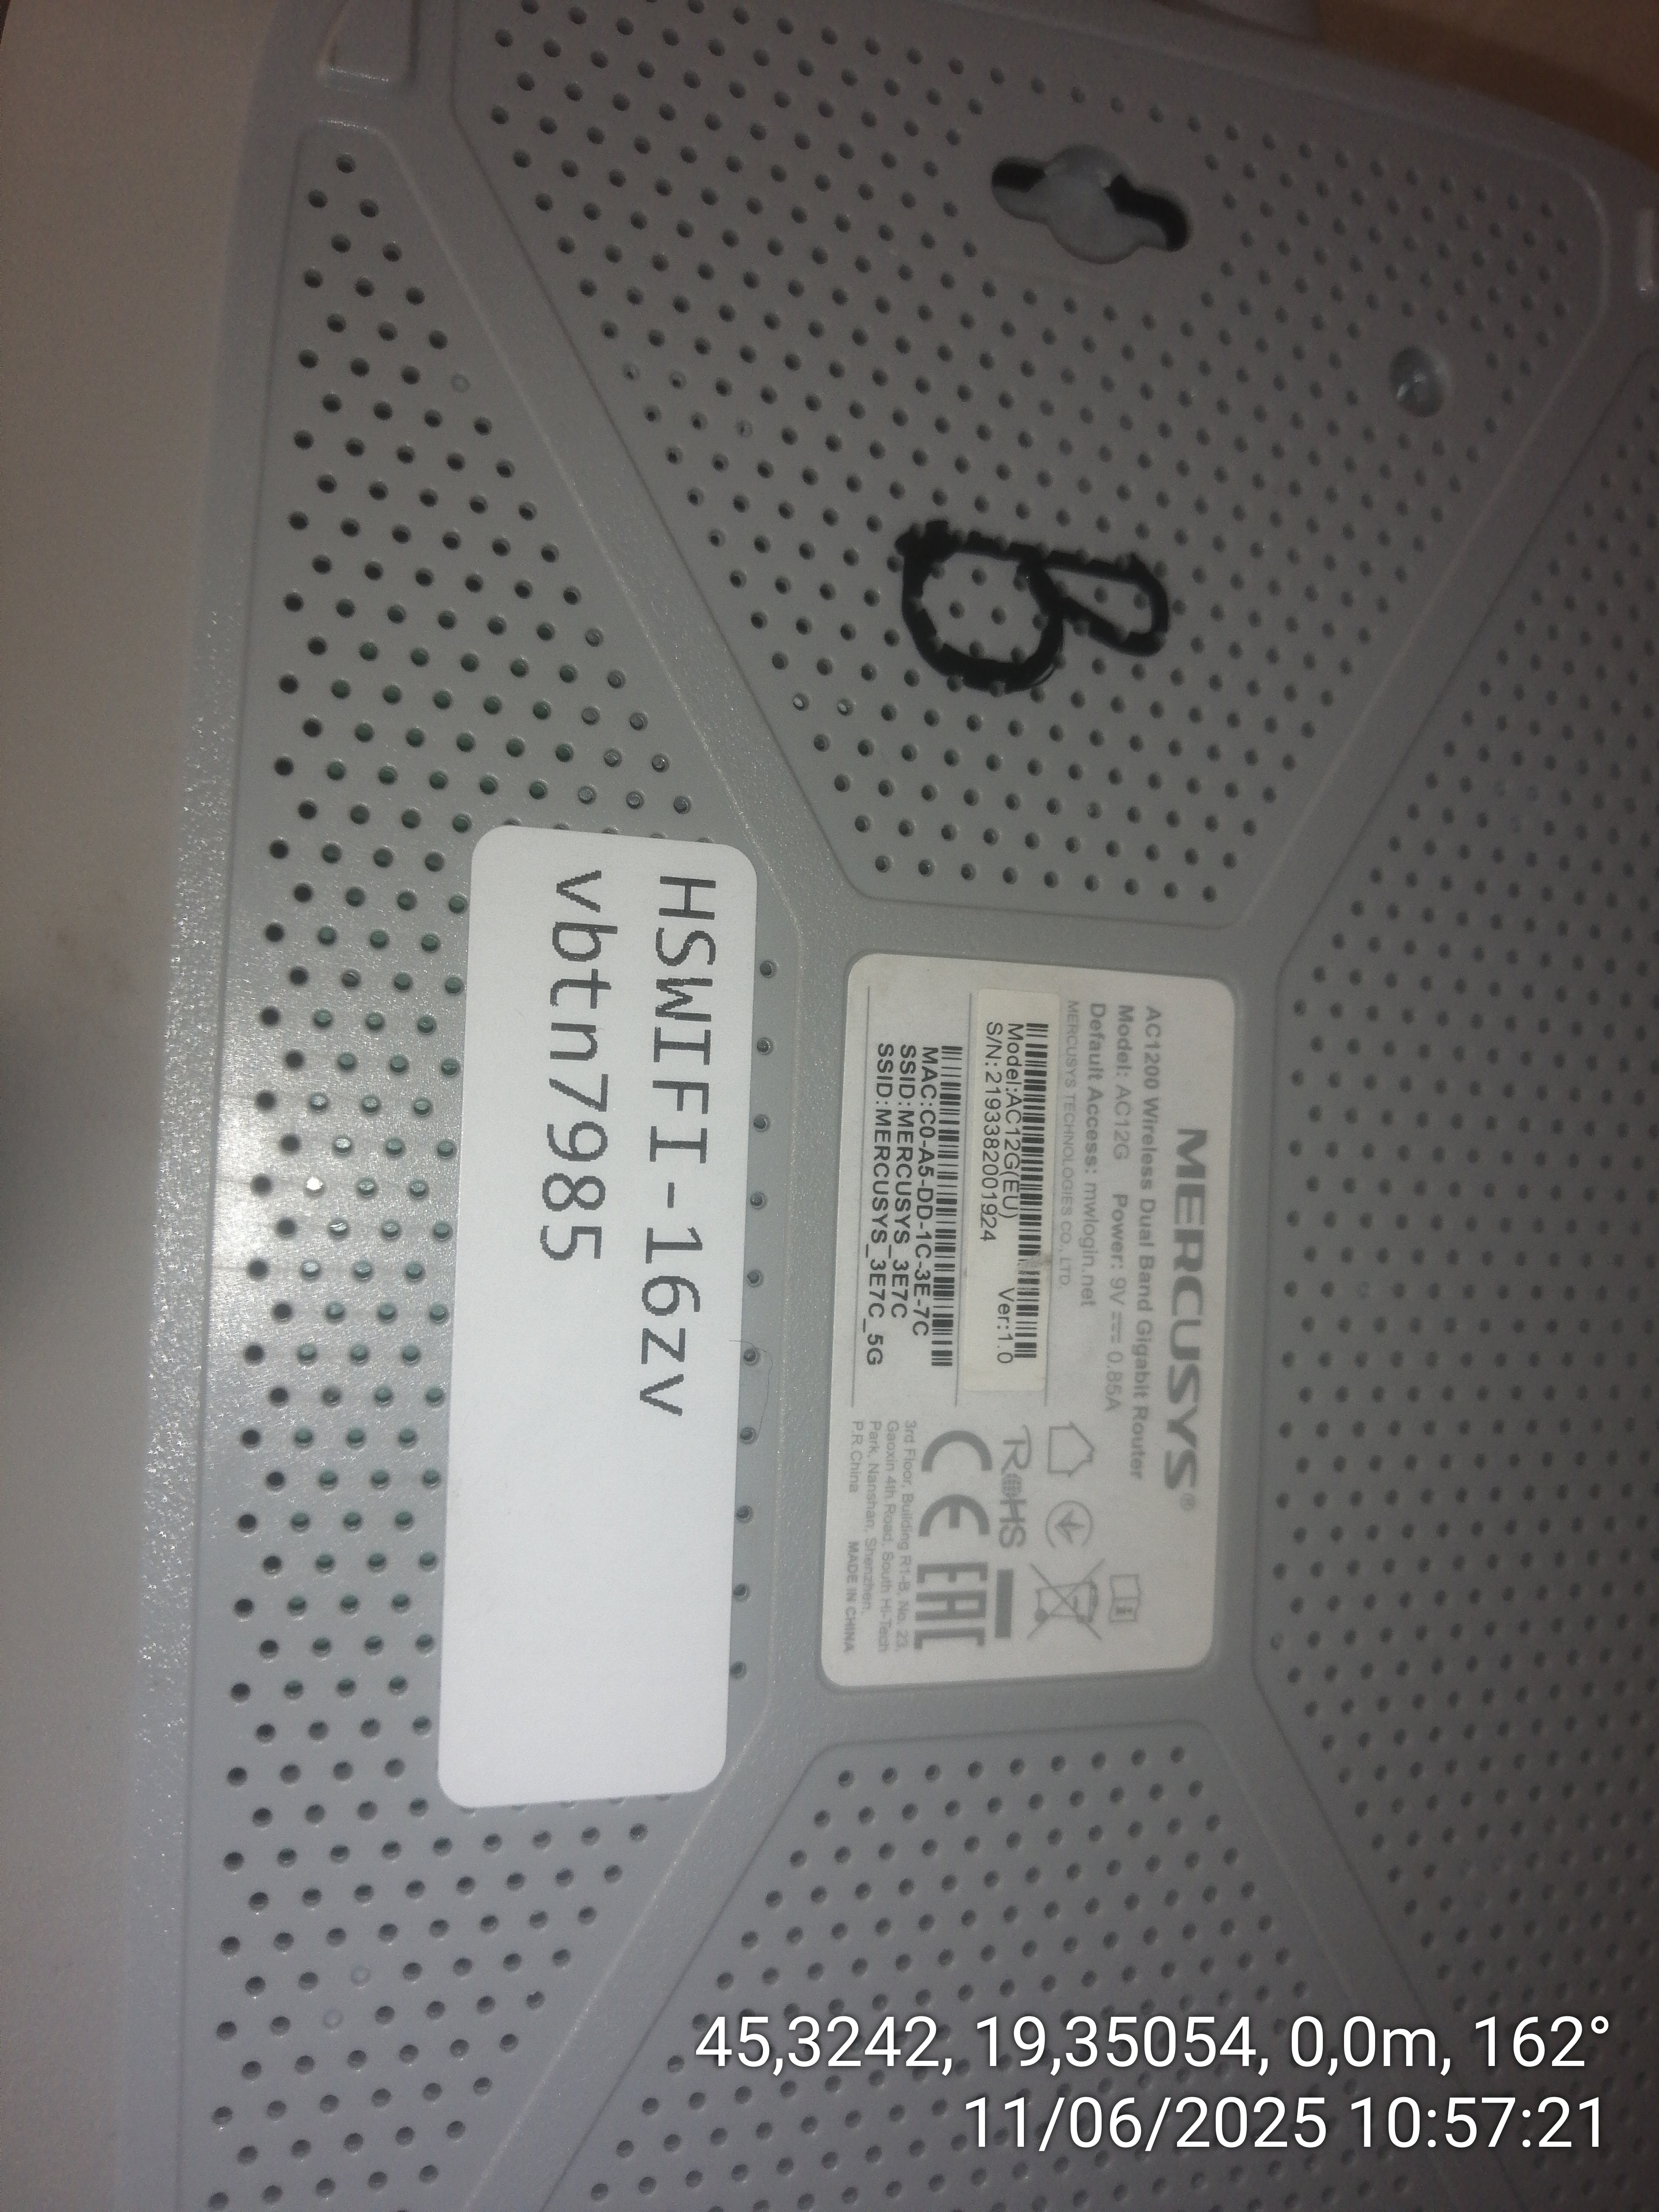 MERCUSYS®
AC1200 Wireless Dual Band Gigabit Router
Model: AC12G Power: 9V ⎓ 0.85A
Default Access: mwlogin.net
MERCUSYS TECHNOLOGIES CO., LTD.
Model:AC12G(EU) Ver:1.0
S/N:2193382001924
MAC:C0-A5-DD-1C-3E-7C
SSID:MERCUSYS_3E7C
SSID:MERCUSYS_3E7C_5G
RoHS
CE EAC
3rd Floor, Building R1-B, No. 23,
Gaoxin 4th Road, South Hi-Tech
Park, Nanshan, Shenzhen,
P.R.China MADE IN CHINA
HSWIFI-16zv
vbtn7985
45,3242, 19,35054, 0,0m, 162°
11/06/2025 10:57:21